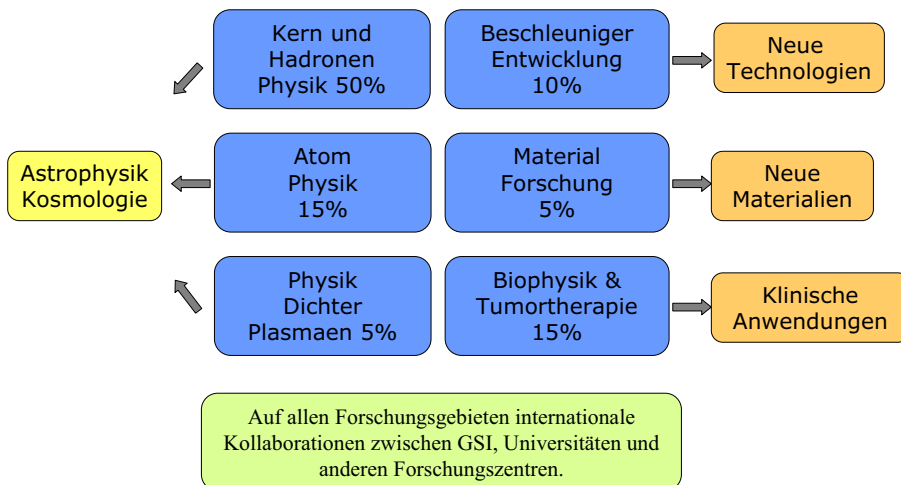 Kern und
Hadronen
Physik 50%
Beschleuniger
Entwicklung
10%
Neue
Technologien
Astrophysik
Kosmologie
Atom
Physik
15%
Material
Forschung
5%
Neue
Materialien
Physik
Dichter
Plasmaen 5%
Biophysik &
Tumortherapie
15%
Klinische
Anwendungen
Auf allen Forschungsgebieten internationale
Kollaborationen zwischen GSI, Universitäten und
anderen Forschungszentren.